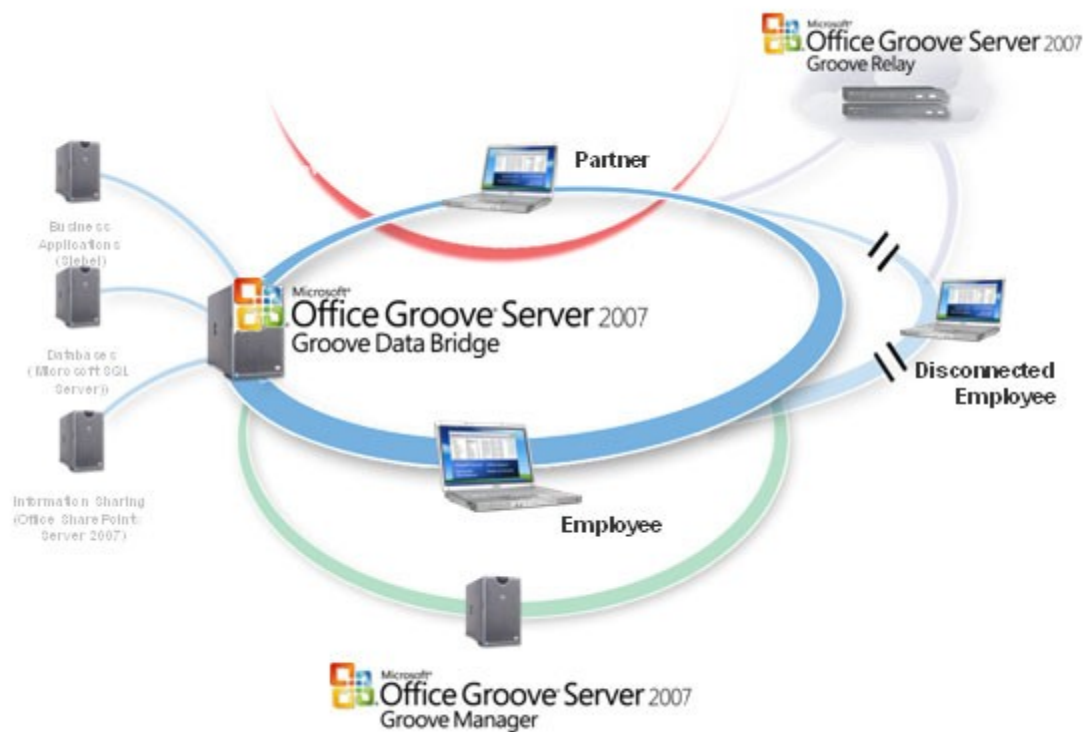 Microsoft®
Office Groove® Server 2007
Groove Relay
Partner
Business
Applications
(Siebel)
Microsoft®
Office Groove® Server 2007
Groove Data Bridge
Databases
(Microsoft SQL
Server))
Disconnected
Employee
Information Sharing
(Office SharePoint
Server 2007)
Employee
Microsoft®
Office Groove® Server 2007
Groove Manager